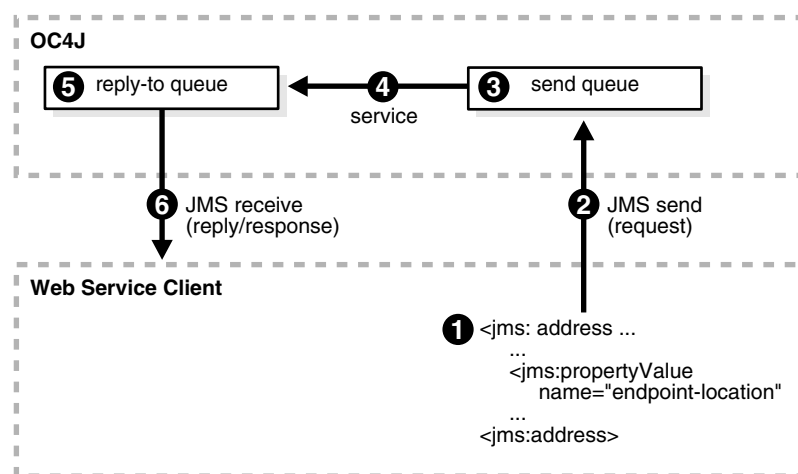 OC4J
5 reply-to queue
4
service
3 send queue
6 JMS receive
(reply/response)
2 JMS send
(request)
Web Service Client
1 <jms: address ...
...
<jms:propertyValue
name="endpoint-location"
...
<jms:address>